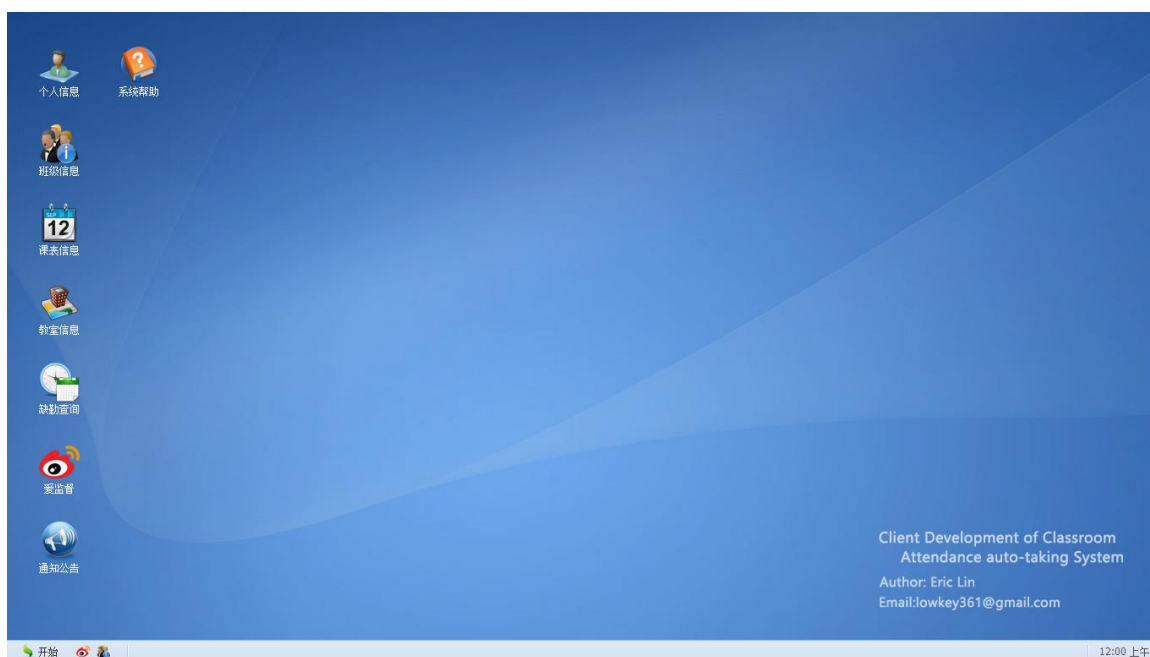 个人信息
系统帮助
班级信息
12
课表信息
教室信息
缺勤查询
爱监督
通知公告
Client Development of Classroom
Attendance auto-taking System
Author: Eric Lin
Email:lowkey361@gmail.com
开始
12:00 上午